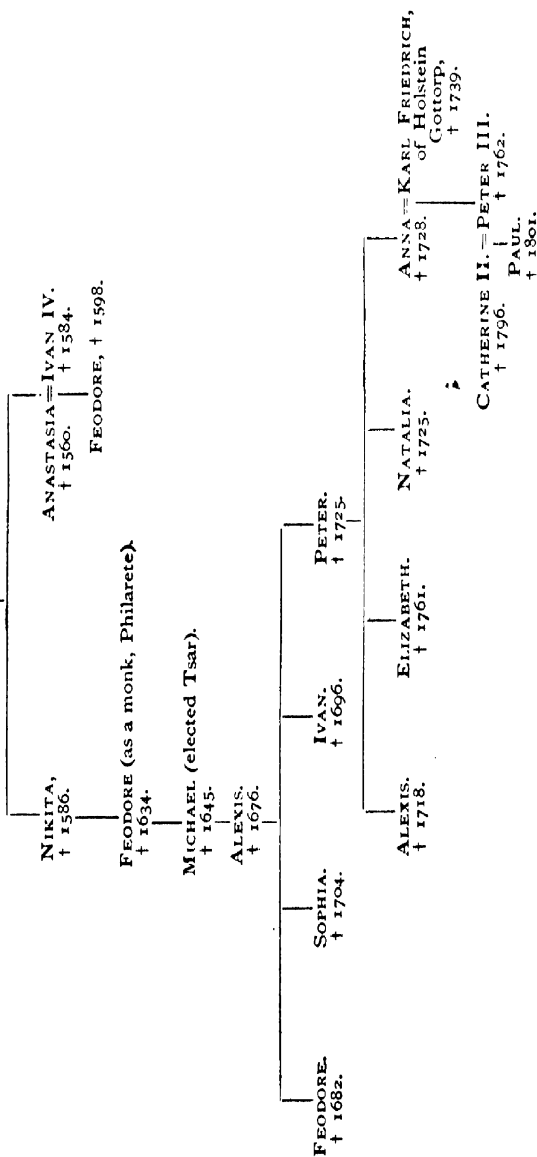 NIKITA,
† 1586.
ANASTASIA=IVAN IV.
† 1560. † 1584.
FEODORE, † 1598.
FEODORE (as a monk, Philarete).
† 1634.
MICHAEL (elected Tsar).
† 1645.
ALEXIS.
† 1676.
FEODORE.
† 1682.
SOPHIA.
† 1704.
IVAN.
† 1696.
PETER.
† 1725.
ALEXIS.
† 1718.
ELIZABETH.
† 1761.
NATALIA.
† 1725.
ANNA=KARL FRIEDRICH,
† 1728. of Holstein
Gottorp,
† 1739.
CATHERINE II.=PETER III.
† 1796. † 1762.
PAUL.
† 1801.